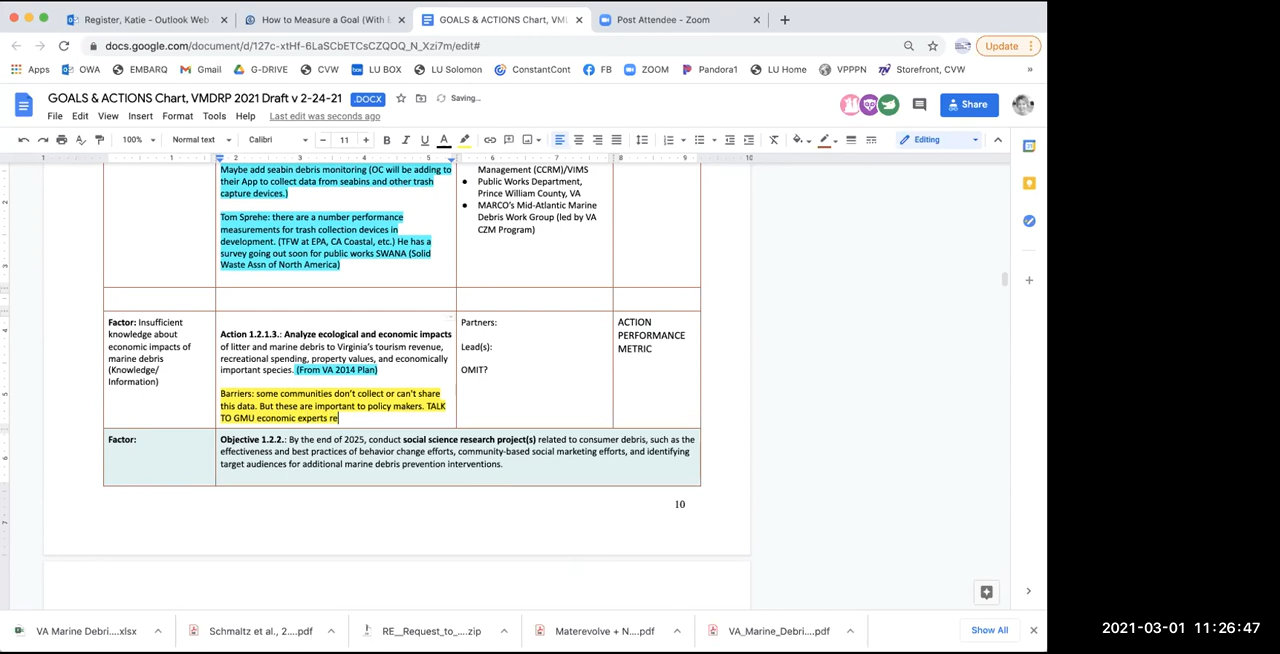 Register, Katie - Outlook Web
How to Measure a Goal (With E
GOALS & ACTIONS Chart, VMI
Post Attendee - Zoom
docs.google.com/document/d/127c-xtHf-6LaSCbETCsCZQOQ_N_Xzi7m/edit#
Update
Apps OWA EMBARQ Gmail G-DRIVE CVW LU BOX LU Solomon ConstantCont FB ZOOM Pandora1 LU Home VPPPN Storefront, CVW
GOALS & ACTIONS Chart, VMDRP 2021 Draft v 2-24-21 .DOCX Saving...
File Edit View Insert Format Tools Help Last edit was seconds ago
Share
100% Normal text Calibri 11 Editing
1 1 2 3 4 5 6 7 8 9 10
Maybe add seabin debris monitoring (OC will be adding to
their App to collect data from seabins and other trash
capture devices.)
Tom Sprehe: there are a number performance
measurements for trash collection devices in
development. (TFW at EPA, CA Coastal, etc.) He has a
survey going out soon for public works SWANA (Solid
Waste Assn of North America)
Management (CCRM)/VIMS
● Public Works Department,
Prince William County, VA
● MARCO's Mid-Atlantic Marine
Debris Work Group (led by VA
CZM Program)
Factor: Insufficient
knowledge about
economic impacts of
marine debris
(Knowledge/
Information)
Action 1.2.1.3.: Analyze ecological and economic impacts
of litter and marine debris to Virginia's tourism revenue,
recreational spending, property values, and economically
important species. (From VA 2014 Plan)
Barriers: some communities don't collect or can't share
this data. But these are important to policy makers. TALK
TO GMU economic experts re
Partners:
Lead(s):
OMIT?
ACTION
PERFORMANCE
METRIC
Factor:
Objective 1.2.2.: By the end of 2025, conduct social science research project(s) related to consumer debris, such as the
effectiveness and best practices of behavior change efforts, community-based social marketing efforts, and identifying
target audiences for additional marine debris prevention interventions.
10
VA Marine Debri....xlsx
Schmaltz et al., 2....pdf
RE__Request_to_....zip
Materevolve + N....pdf
VA_Marine_Debri....pdf
Show All
2021-03-01 11:26:47